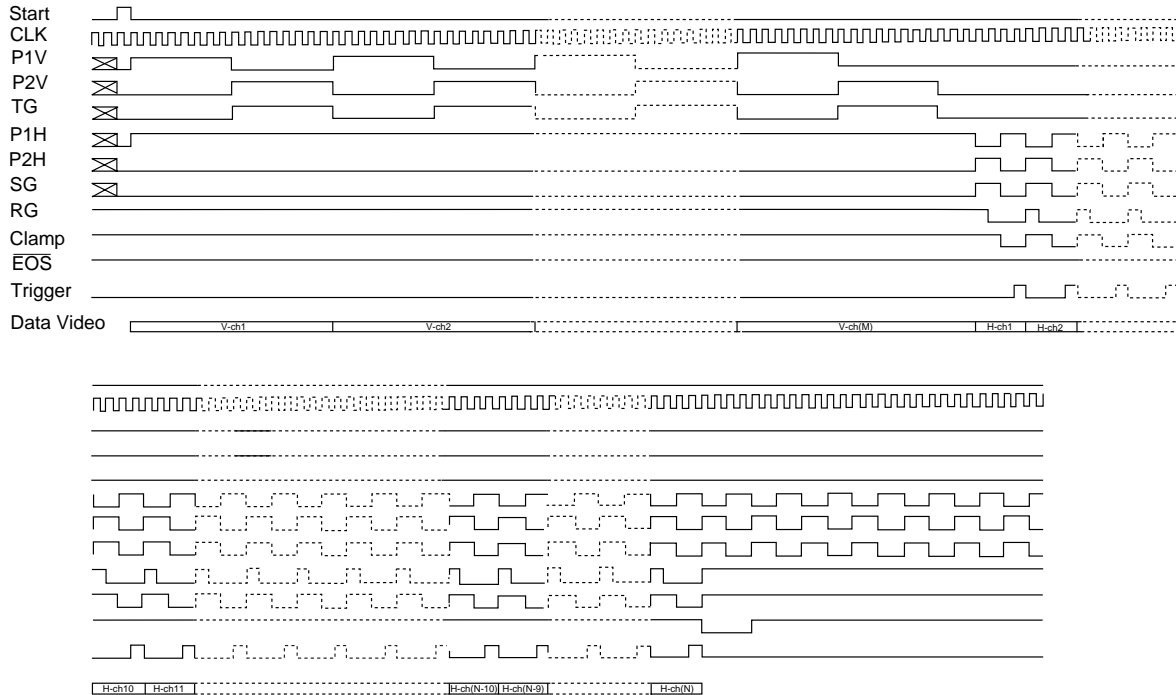 Start
CLK
P1V
P2V
TG
P1H
P2H
SG
RG
Clamp
E̅O̅S̅
Trigger
Data Video
V-ch1 V-ch2 V-ch(M) H-ch1 H-ch2
H-ch10 H-ch11 H-ch(N-10) H-ch(N-9) H-ch(N)